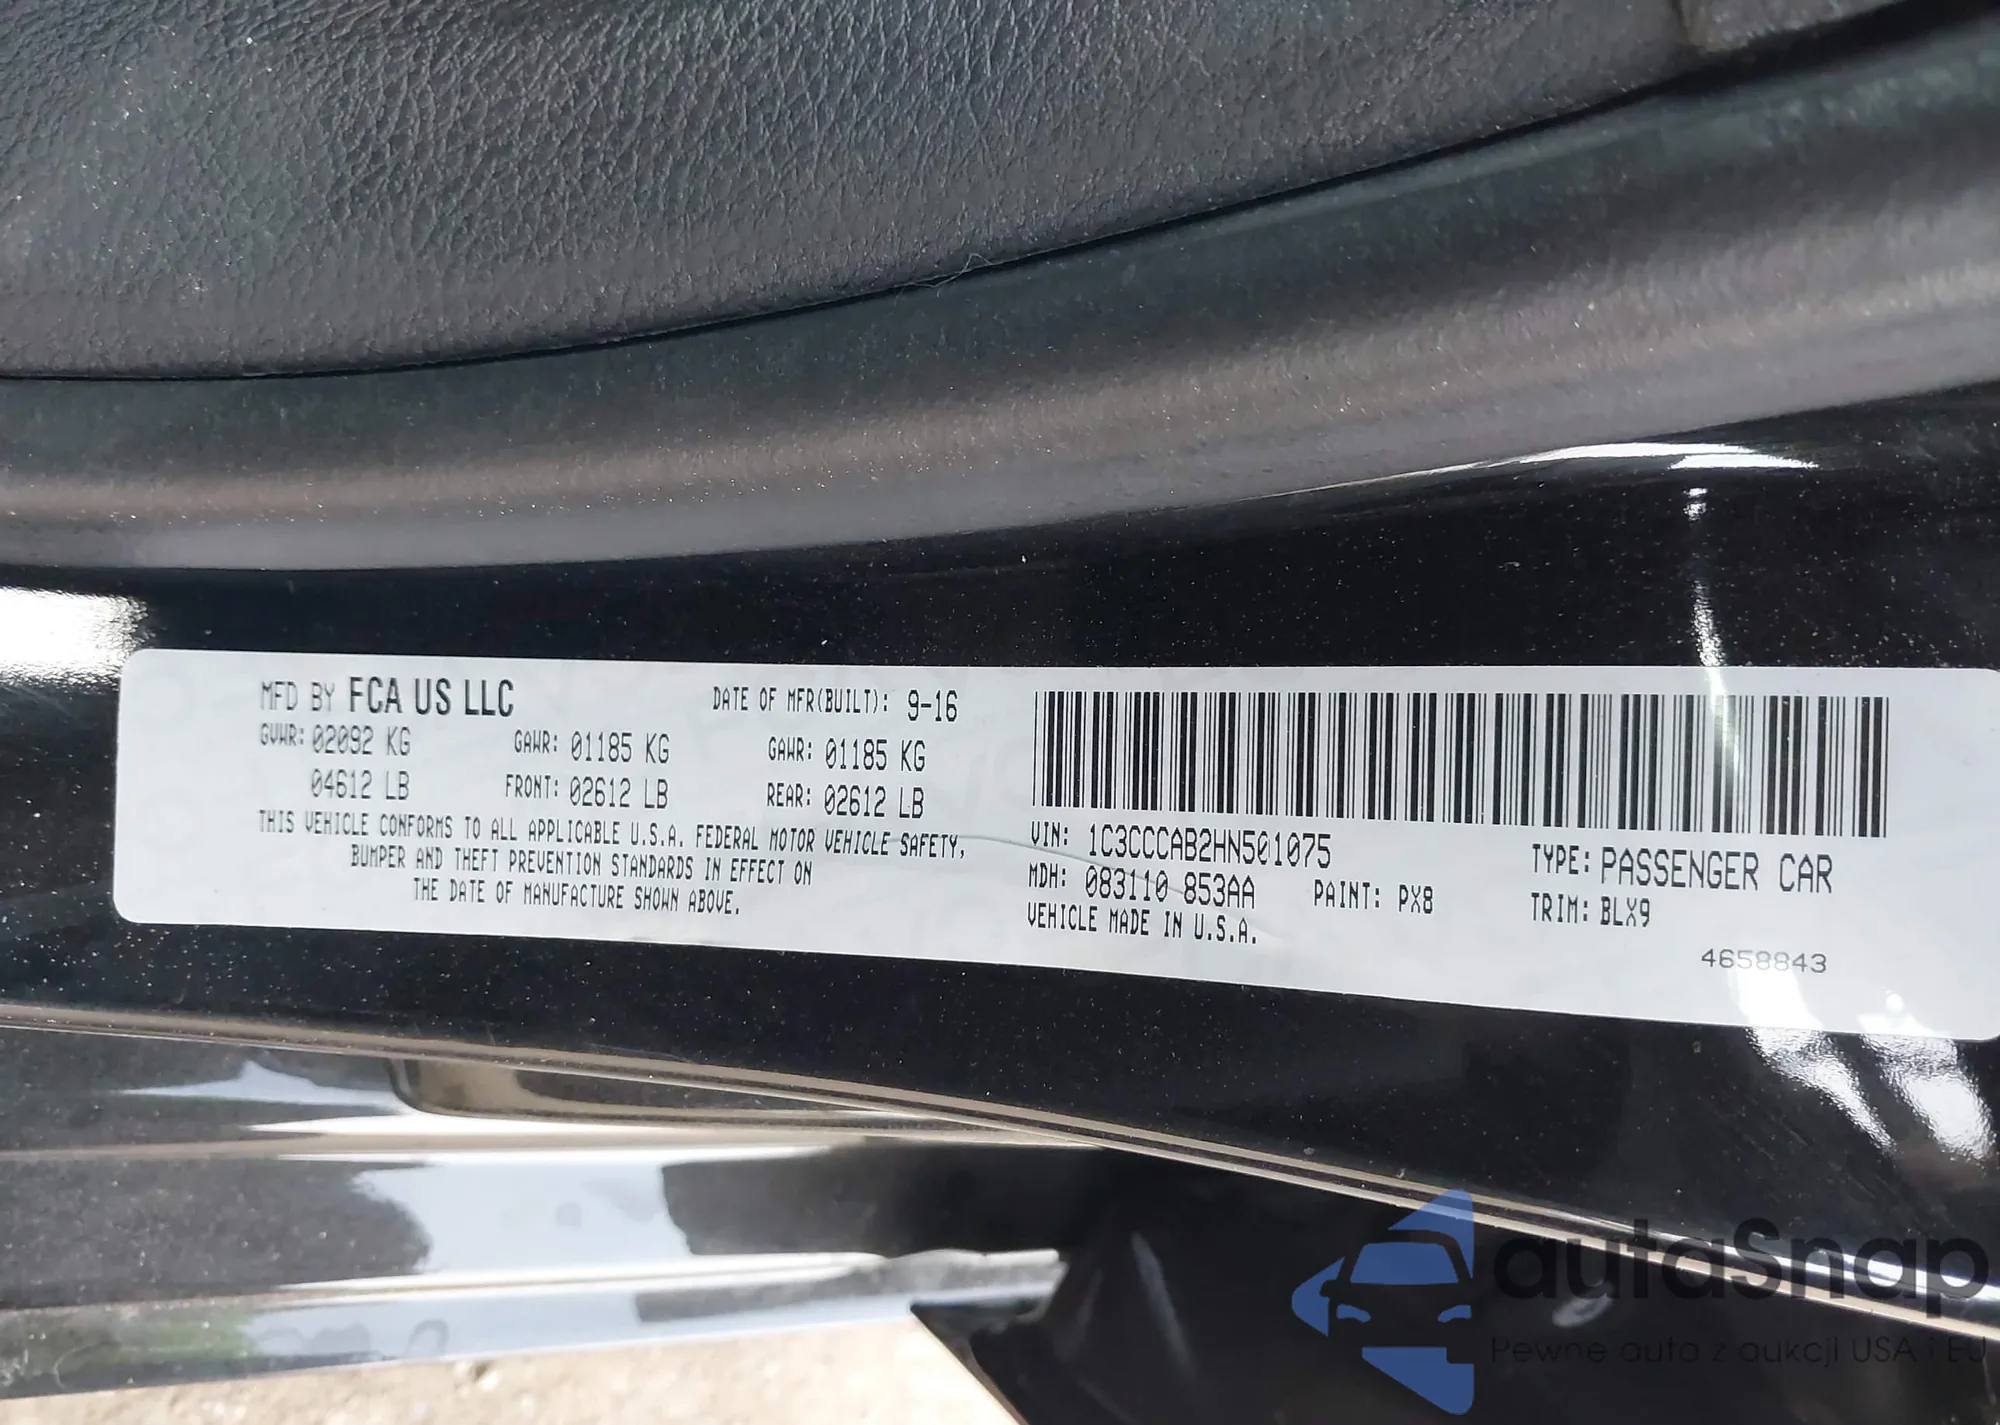 MFD BY FCA US LLC DATE OF MFR(BUILT): 9-16
GVWR: 02092 KG GAWR: 01185 KG GAWR: 01185 KG
04612 LB FRONT: 02612 LB REAR: 02612 LB
THIS VEHICLE CONFORMS TO ALL APPLICABLE U.S.A. FEDERAL MOTOR VEHICLE SAFETY,
BUMPER AND THEFT PREVENTION STANDARDS IN EFFECT ON
THE DATE OF MANUFACTURE SHOWN ABOVE.
VIN: 1C3CCCAB2HN501075 TYPE: PASSENGER CAR
MDH: 083110 853AA PAINT: PX8 TRIM: BLX9
VEHICLE MADE IN U.S.A.
4658843
autaSnap
Pewne auta z aukcji USA i EU